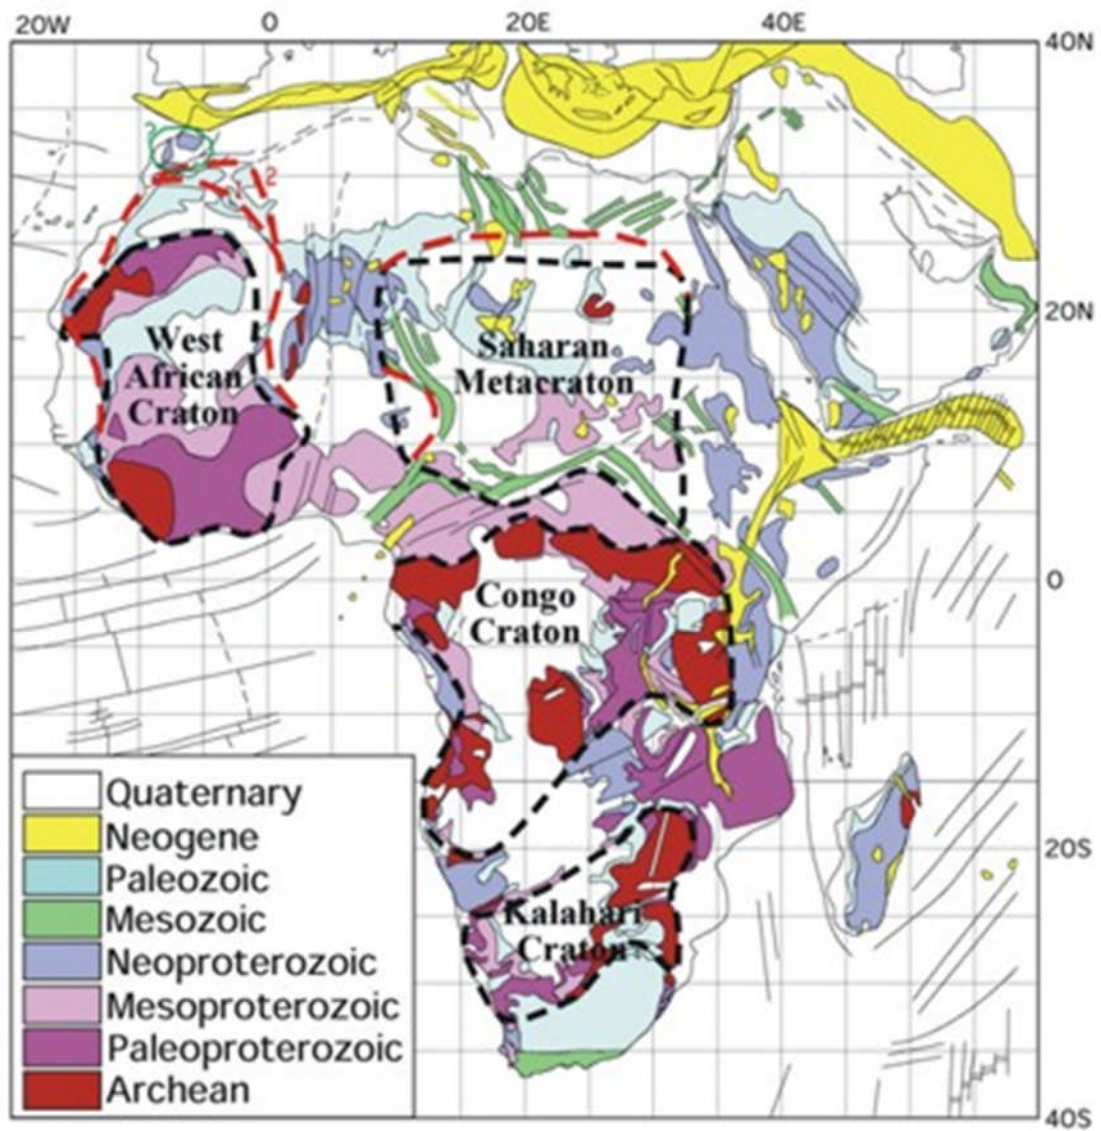 20W 0 20E 40E
40N
2
20N
West
African
Craton
Saharan
Metacraton
0
Congo
Craton
Quaternary
Neogene
Paleozoic
Mesozoic
Neoproterozoic
Mesoproterozoic
Paleoproterozoic
Archean
20S
Kalahari
Craton
40S